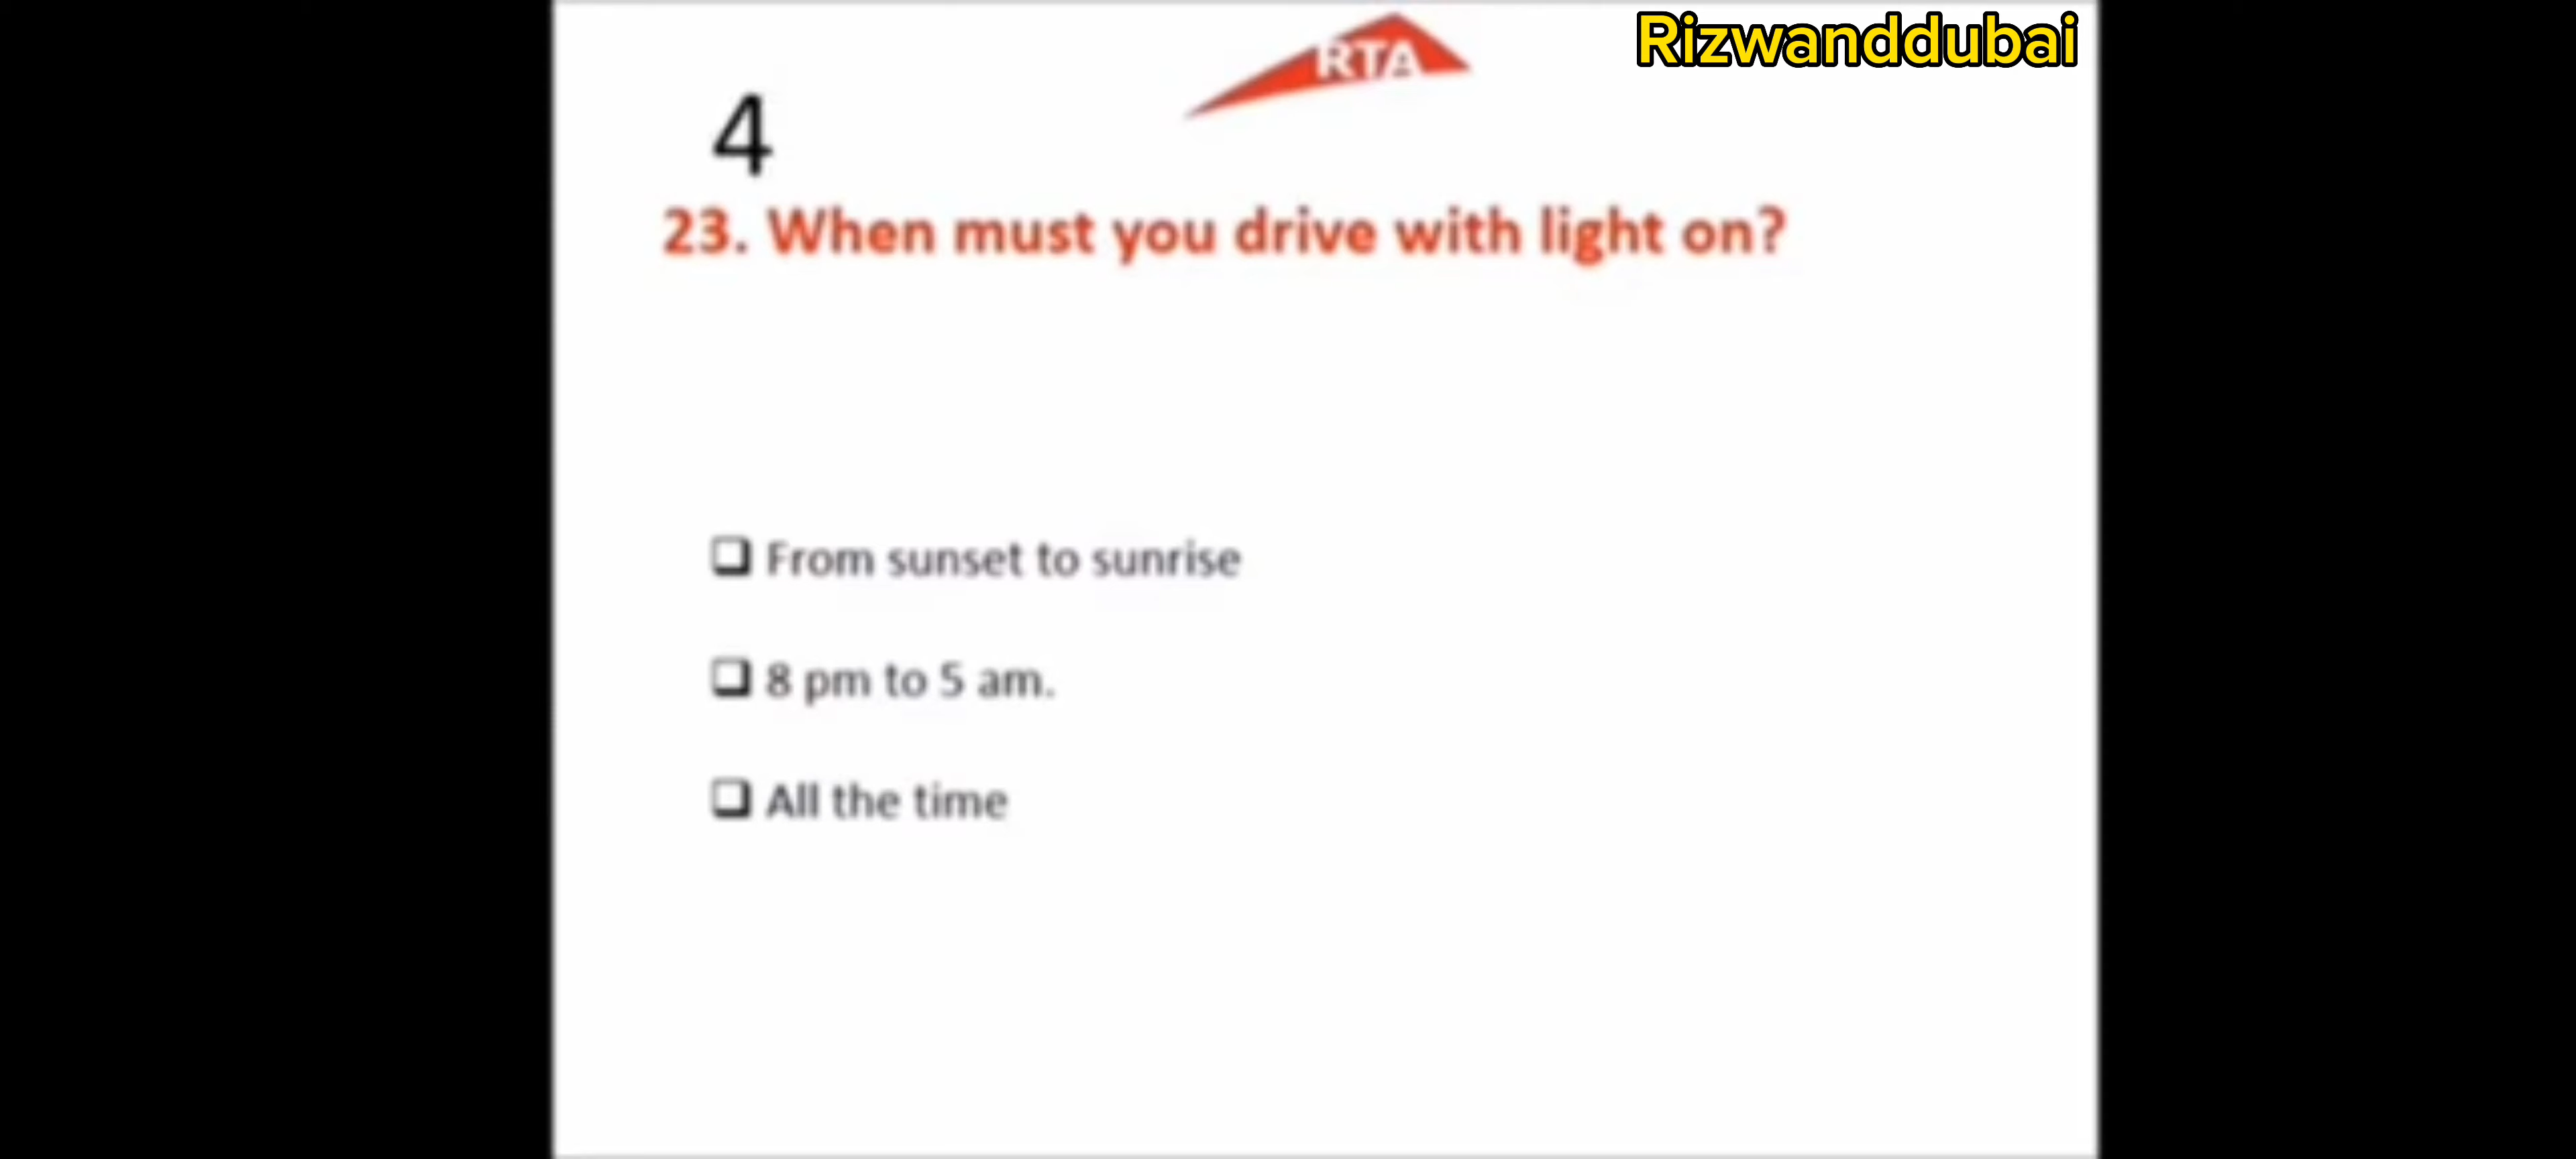 RTA
Rizwanddubai
4
23. When must you drive with light on?
❑ From sunset to sunrise
❑ 8 pm to 5 am.
❑ All the time